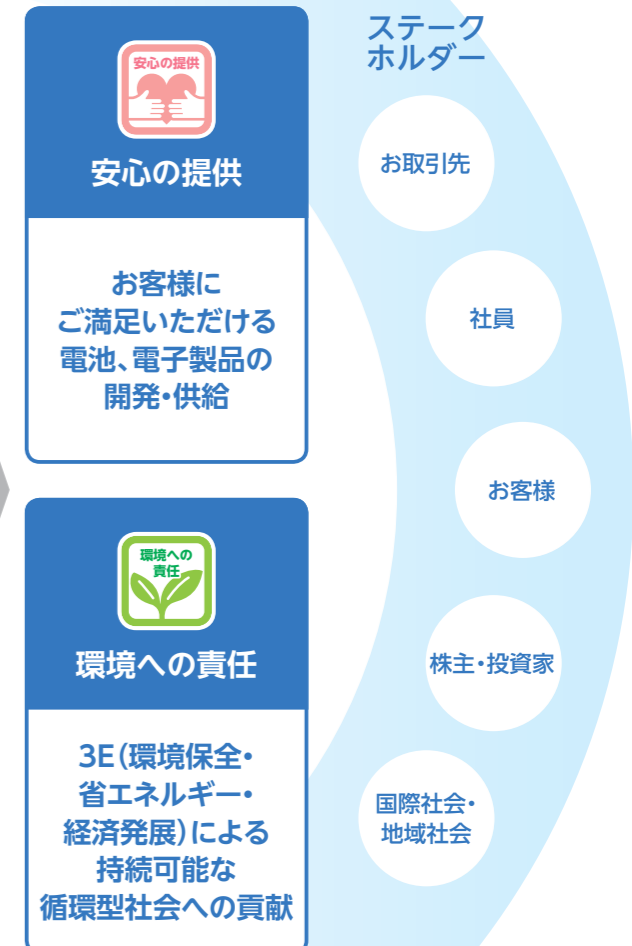 安心の提供
安心の提供
お客様に
ご満足いただける
電池、電子製品の
開発・供給
環境への
責任
環境への責任
3E（環境保全・
省エネルギー・
経済発展）による
持続可能な
循環型社会への貢献
ステーク
ホルダー
お取引先
社員
お客様
株主・投資家
国際社会・
地域社会